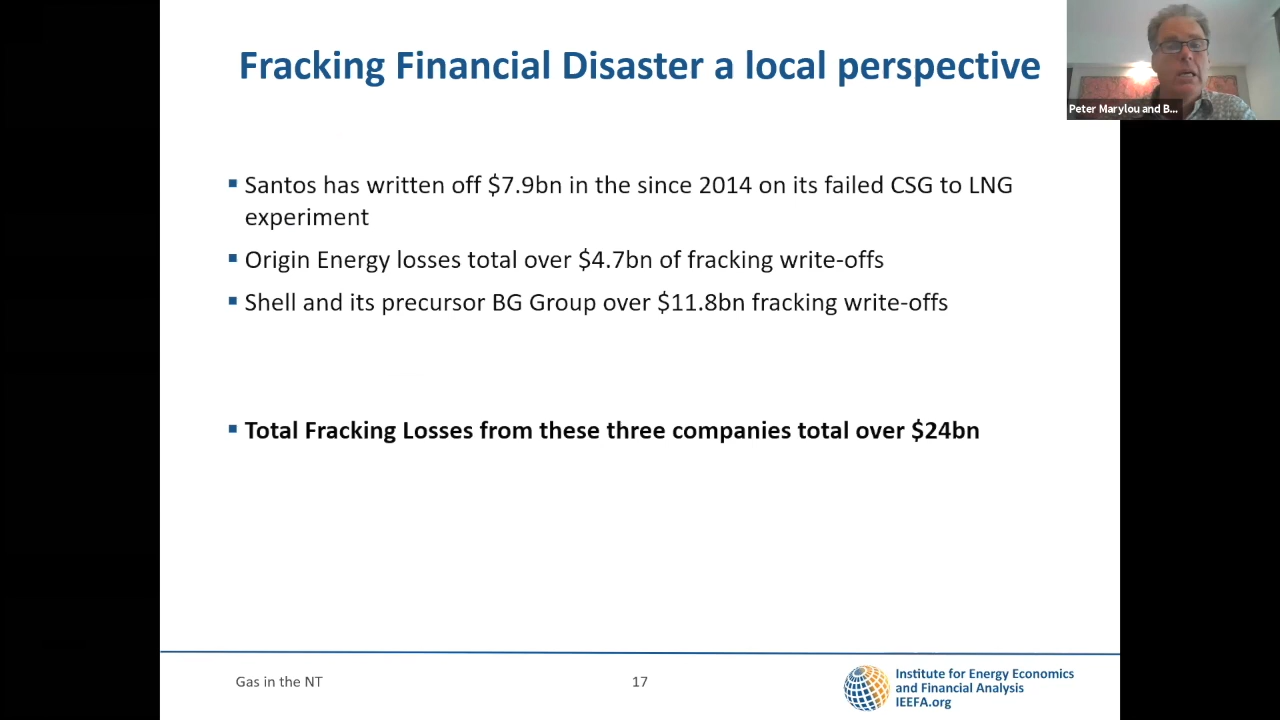 Fracking Financial Disaster a local perspective
Peter Marylou and B...
Santos has written off $7.9bn in the since 2014 on its failed CSG to LNG
experiment
Origin Energy losses total over $4.7bn of fracking write-offs
Shell and its precursor BG Group over $11.8bn fracking write-offs
Total Fracking Losses from these three companies total over $24bn
Gas in the NT
17
Institute for Energy Economics
and Financial Analysis
IEEFA.org